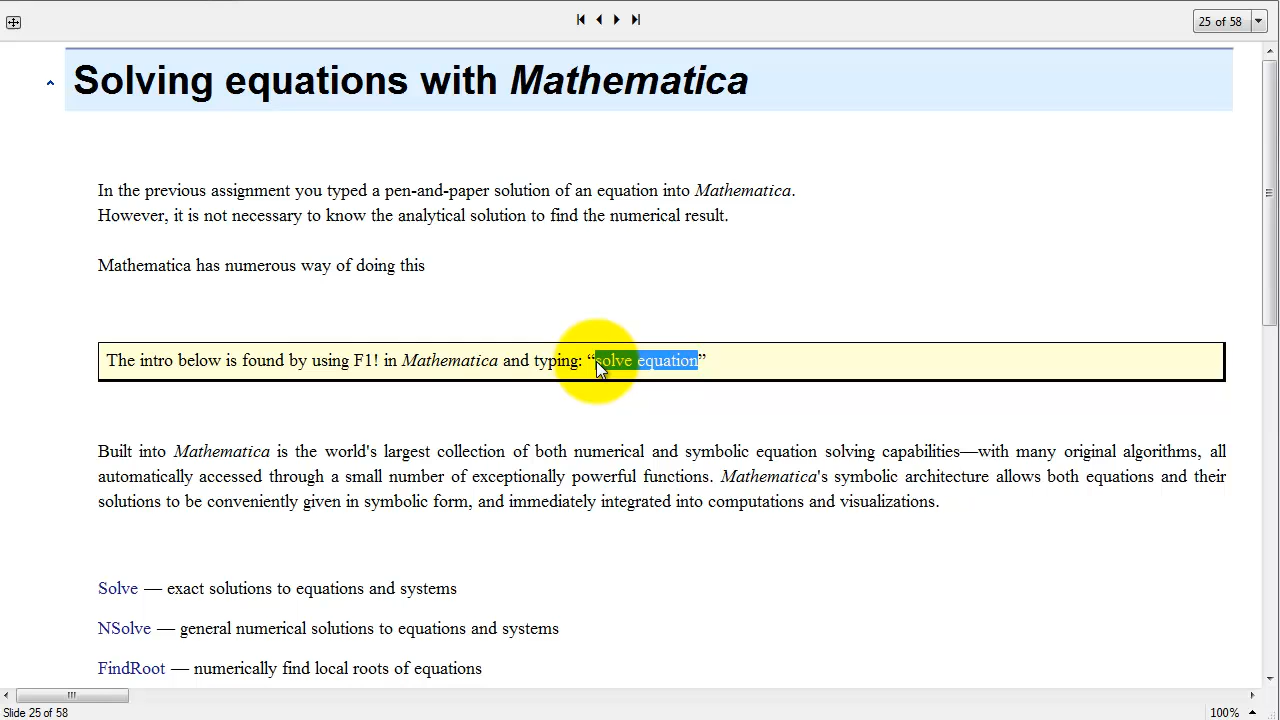 25 of 58
Solving equations with Mathematica
In the previous assignment you typed a pen-and-paper solution of an equation into Mathematica.
However, it is not necessary to know the analytical solution to find the numerical result.
Mathematica has numerous way of doing this
The intro below is found by using F1! in Mathematica and typing: “solve equation”
Built into Mathematica is the world's largest collection of both numerical and symbolic equation solving capabilities—with many original algorithms, all
automatically accessed through a small number of exceptionally powerful functions. Mathematica's symbolic architecture allows both equations and their
solutions to be conveniently given in symbolic form, and immediately integrated into computations and visualizations.
Solve — exact solutions to equations and systems
NSolve — general numerical solutions to equations and systems
FindRoot — numerically find local roots of equations
Slide 25 of 58
100%